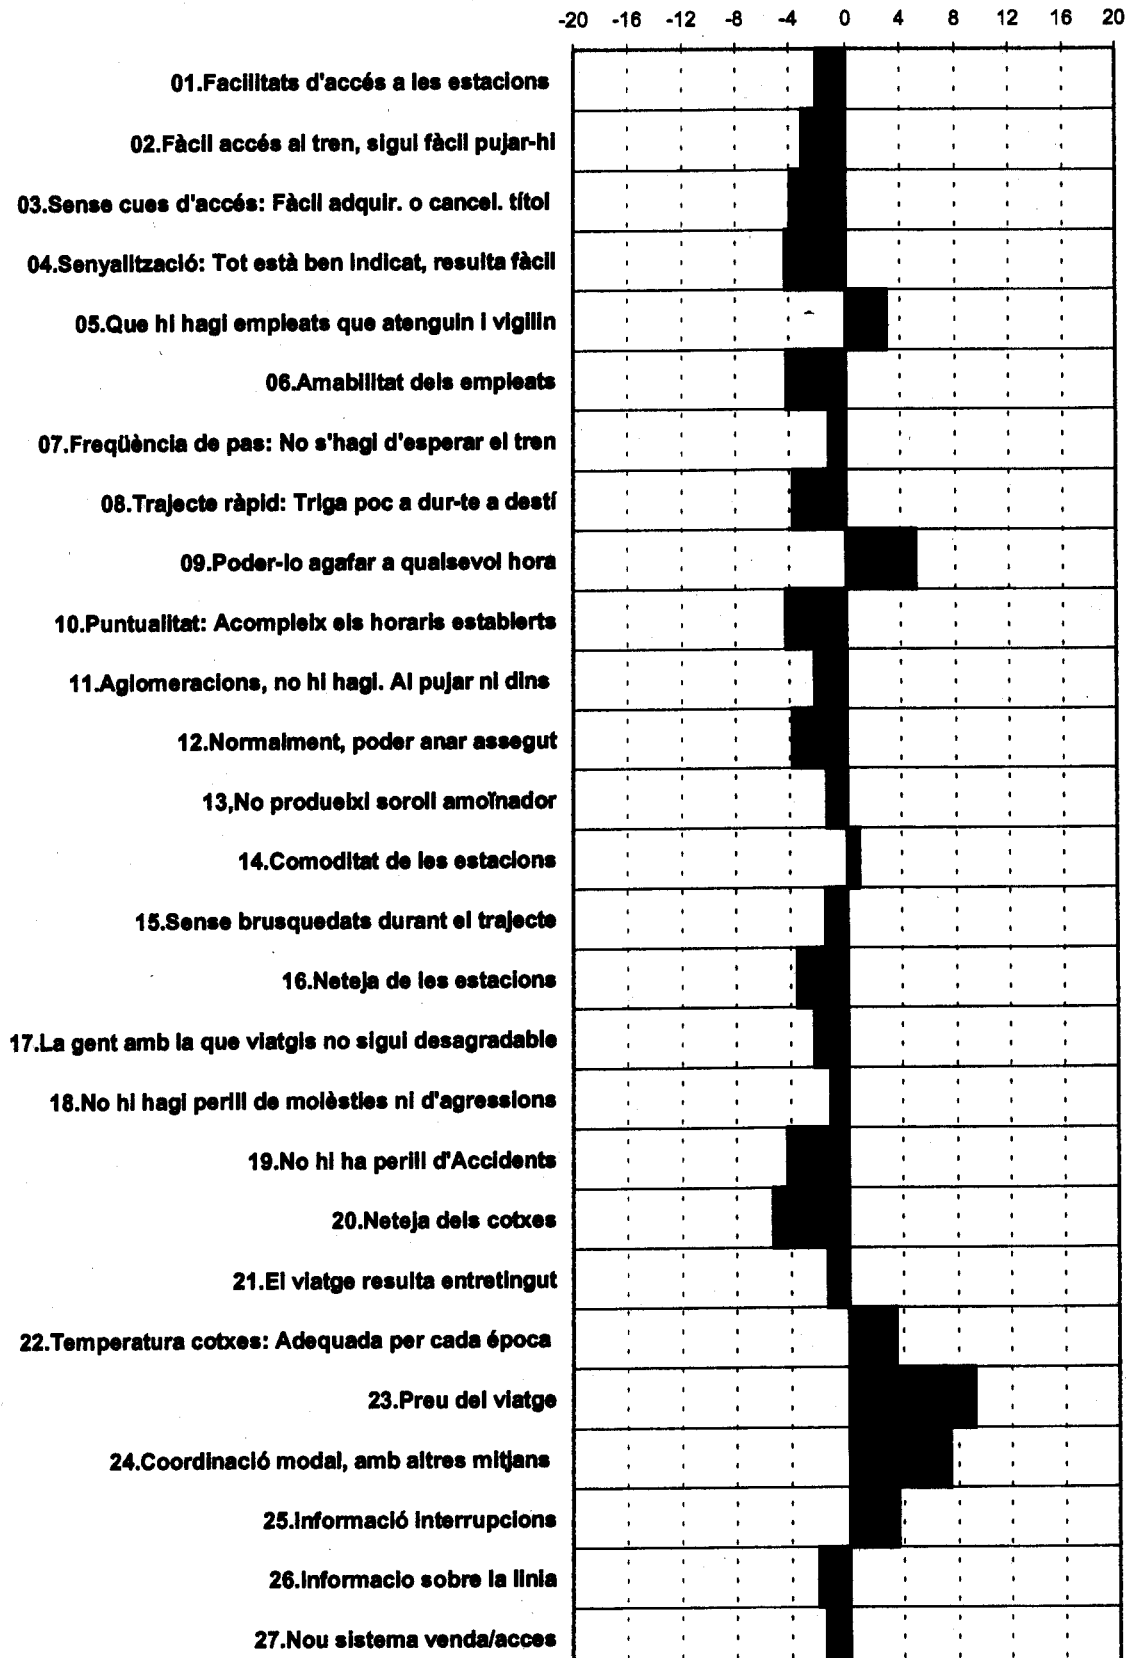 -20 -16 -12 -8 -4 0 4 8 12 16 20
01.Facilitats d'accés a les estacions
02.Fàcil accés al tren, sigui fàcil pujar-hi
03.Sense cues d'accés: Fàcil adquir. o cancel. títol
04.Senyalització: Tot està ben indicat, resulta fàcil
05.Que hi hagi empleats que atenguin i vigilin
06.Amabilitat dels empleats
07.Freqüència de pas: No s'hagi d'esperar el tren
08.Trajecte ràpid: Triga poc a dur-te a destí
09.Poder-lo agafar a qualsevol hora
10.Puntualitat: Acompleix els horaris establerts
11.Aglomeracions, no hi hagi. Al pujar ni dins
12.Normalment, poder anar assegut
13,No produeixi soroll amoïnador
14.Comoditat de les estacions
15.Sense brusquedats durant el trajecte
16.Neteja de les estacions
17.La gent amb la que viatgis no sigui desagradable
18.No hi hagi perill de molèsties ni d'agressions
19.No hi ha perill d'Accidents
20.Neteja dels cotxes
21.El viatge resulta entretingut
22.Temperatura cotxes: Adequada per cada época
23.Preu del viatge
24.Coordinació modal, amb altres mitjans
25.Informació interrupcions
26.Informacio sobre la linia
27.Nou sistema venda/acces